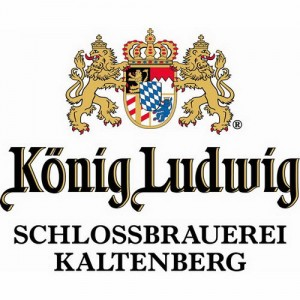 ®
König Ludwig
SCHLOSSBRAUEREI
KALTENBERG